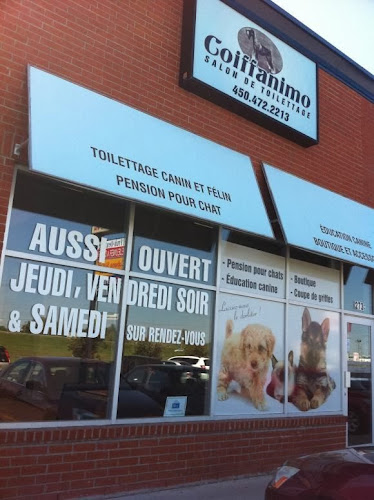 Coiffanimo
SALON DE TOILETTAGE
450.472.2213
TOILETTAGE CANIN ET FÉLIN
PENSION POUR CHAT
ÉDUCATION CANINE
BOUTIQUE ET
AUSSI OUVERT
JEUDI, VENDREDI SOIR
& SAMEDI SUR RENDEZ-VOUS
- Pension pour chats
- Éducation canine
- Boutique
- Coupe de griffes